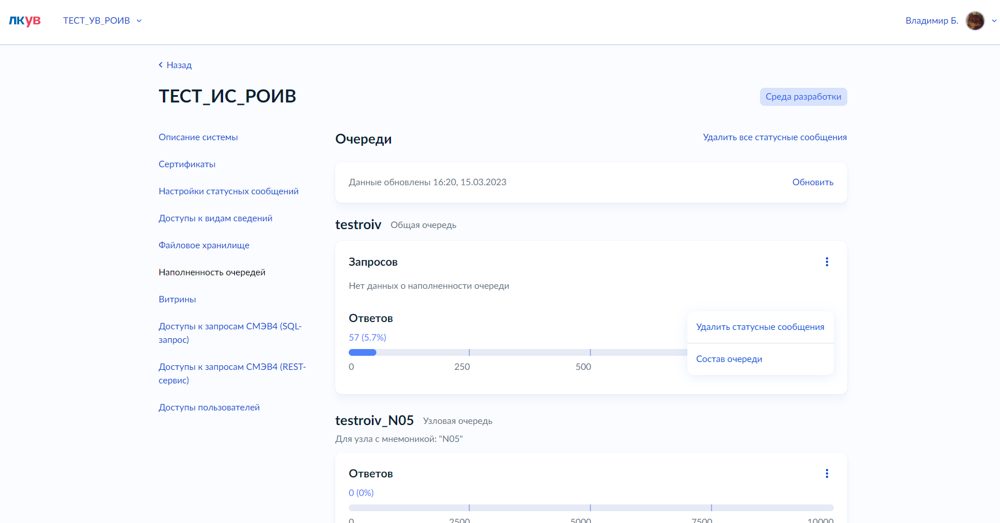 ЛКУВ
ТЕСТ_УВ_РОИВ
Владимир Б.
Назад
ТЕСТ_ИС_РОИВ
Среда разработки
Описание системы
Сертификаты
Настройки статусных сообщений
Доступы к видам сведений
Файловое хранилище
Наполненность очередей
Витрины
Доступы к запросам СМЭВ4 (SQL-
запрос)
Доступы к запросам СМЭВ4 (REST-
сервис)
Доступы пользователей
Очереди
Удалить все статусные сообщения
Данные обновлены 16:20, 15.03.2023
Обновить
testroiv Общая очередь
Запросов
Нет данных о наполненности очереди
Ответов
57 (5.7%)
0 250 500
Удалить статусные сообщения
Состав очереди
testroiv_N05 Узловая очередь
Для узла с мнемоникой: "N05"
Ответов
0 (0%)
0 2500 5000 7500 10000